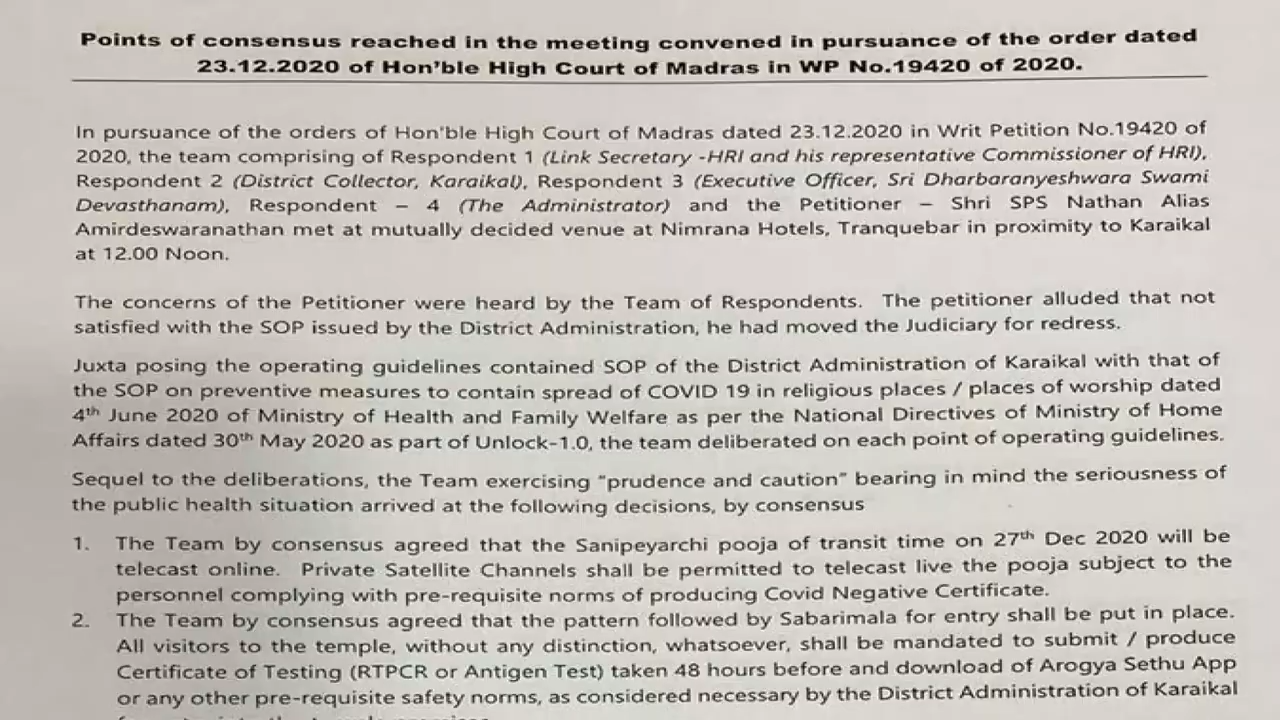 Points of consensus reached in the meeting convened in pursuance of the order dated
23.12.2020 of Hon'ble High Court of Madras in WP No.19420 of 2020.
In pursuance of the orders of Hon'ble High Court of Madras dated 23.12.2020 in Writ Petition No.19420 of
2020, the team comprising of Respondent 1 (Link Secretary -HRI and his representative Commissioner of HRI),
Respondent 2 (District Collector, Karaikal), Respondent 3 (Executive Officer, Sri Dharbaranyeshwara Swami
Devasthanam), Respondent – 4 (The Administrator) and the Petitioner – Shri SPS Nathan Alias
Amirdeswaranathan met at mutually decided venue at Nimrana Hotels, Tranquebar in proximity to Karaikal
at 12.00 Noon.
The concerns of the Petitioner were heard by the Team of Respondents. The petitioner alluded that not
satisfied with the SOP issued by the District Administration, he had moved the Judiciary for redress.
Juxta posing the operating guidelines contained SOP of the District Administration of Karaikal with that of
the SOP on preventive measures to contain spread of COVID 19 in religious places / places of worship dated
4th June 2020 of Ministry of Health and Family Welfare as per the National Directives of Ministry of Home
Affairs dated 30th May 2020 as part of Unlock-1.0, the team deliberated on each point of operating guidelines.
Sequel to the deliberations, the Team exercising "prudence and caution" bearing in mind the seriousness of
the public health situation arrived at the following decisions, by consensus
1. The Team by consensus agreed that the Sanipeyarchi pooja of transit time on 27th Dec 2020 will be
telecast online. Private Satellite Channels shall be permitted to telecast live the pooja subject to the
personnel complying with pre-requisite norms of producing Covid Negative Certificate.
2. The Team by consensus agreed that the pattern followed by Sabarimala for entry shall be put in place.
All visitors to the temple, without any distinction, whatsoever, shall be mandated to submit / produce
Certificate of Testing (RTPCR or Antigen Test) taken 48 hours before and download of Arogya Sethu App
or any other pre-requisite safety norms, as considered necessary by the District Administration of Karaikal